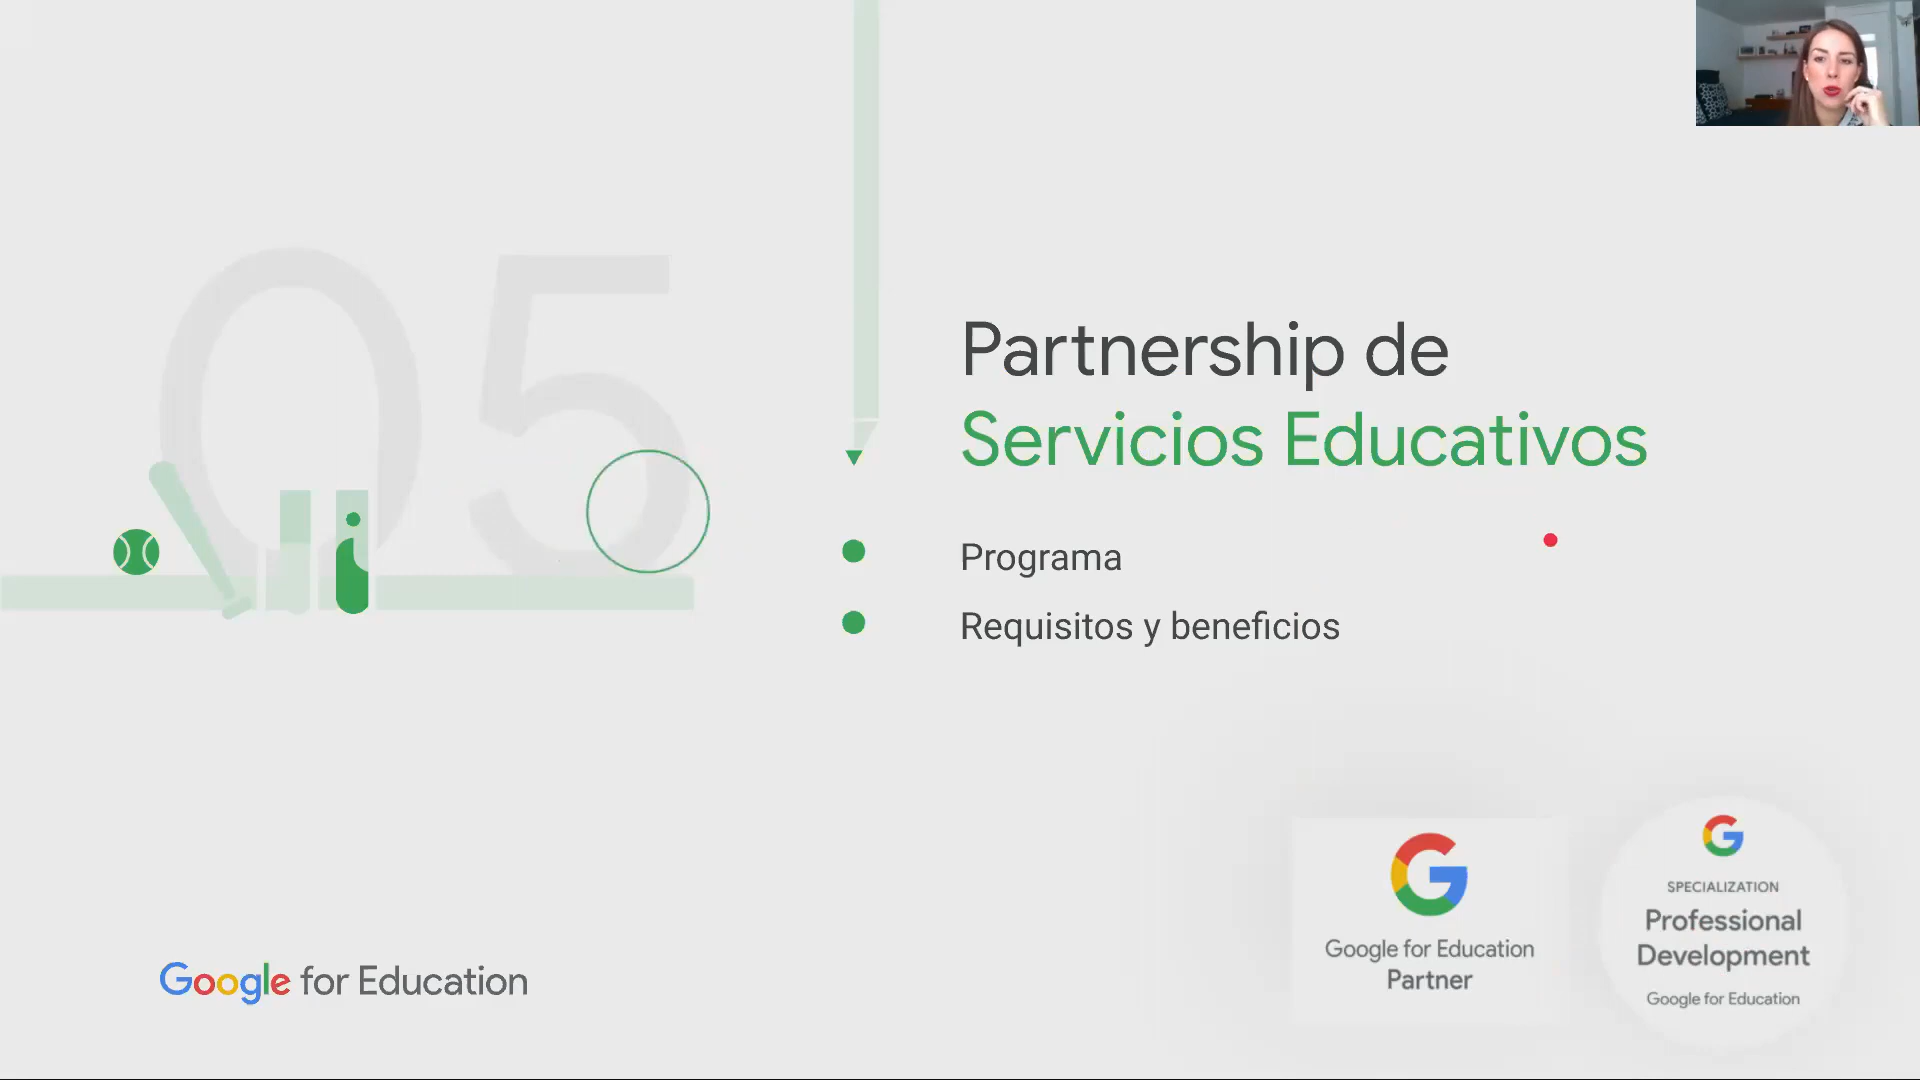 05
Partnership de
Servicios Educativos
Programa
Requisitos y beneficios
Google for Education
Google for Education
Partner
SPECIALIZATION
Professional
Development
Google for Education